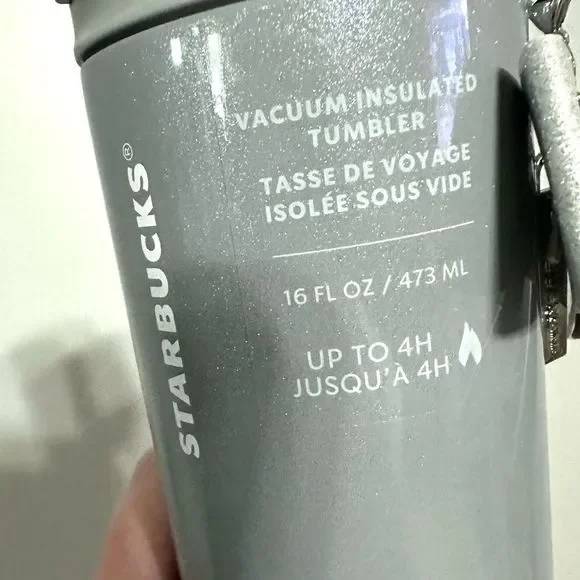 STARBUCKS®
VACUUM INSULATED
TUMBLER
TASSE DE VOYAGE
ISOLÉE SOUS VIDE
16 FL OZ / 473 ML
UP TO 4H
JUSQU'À 4H